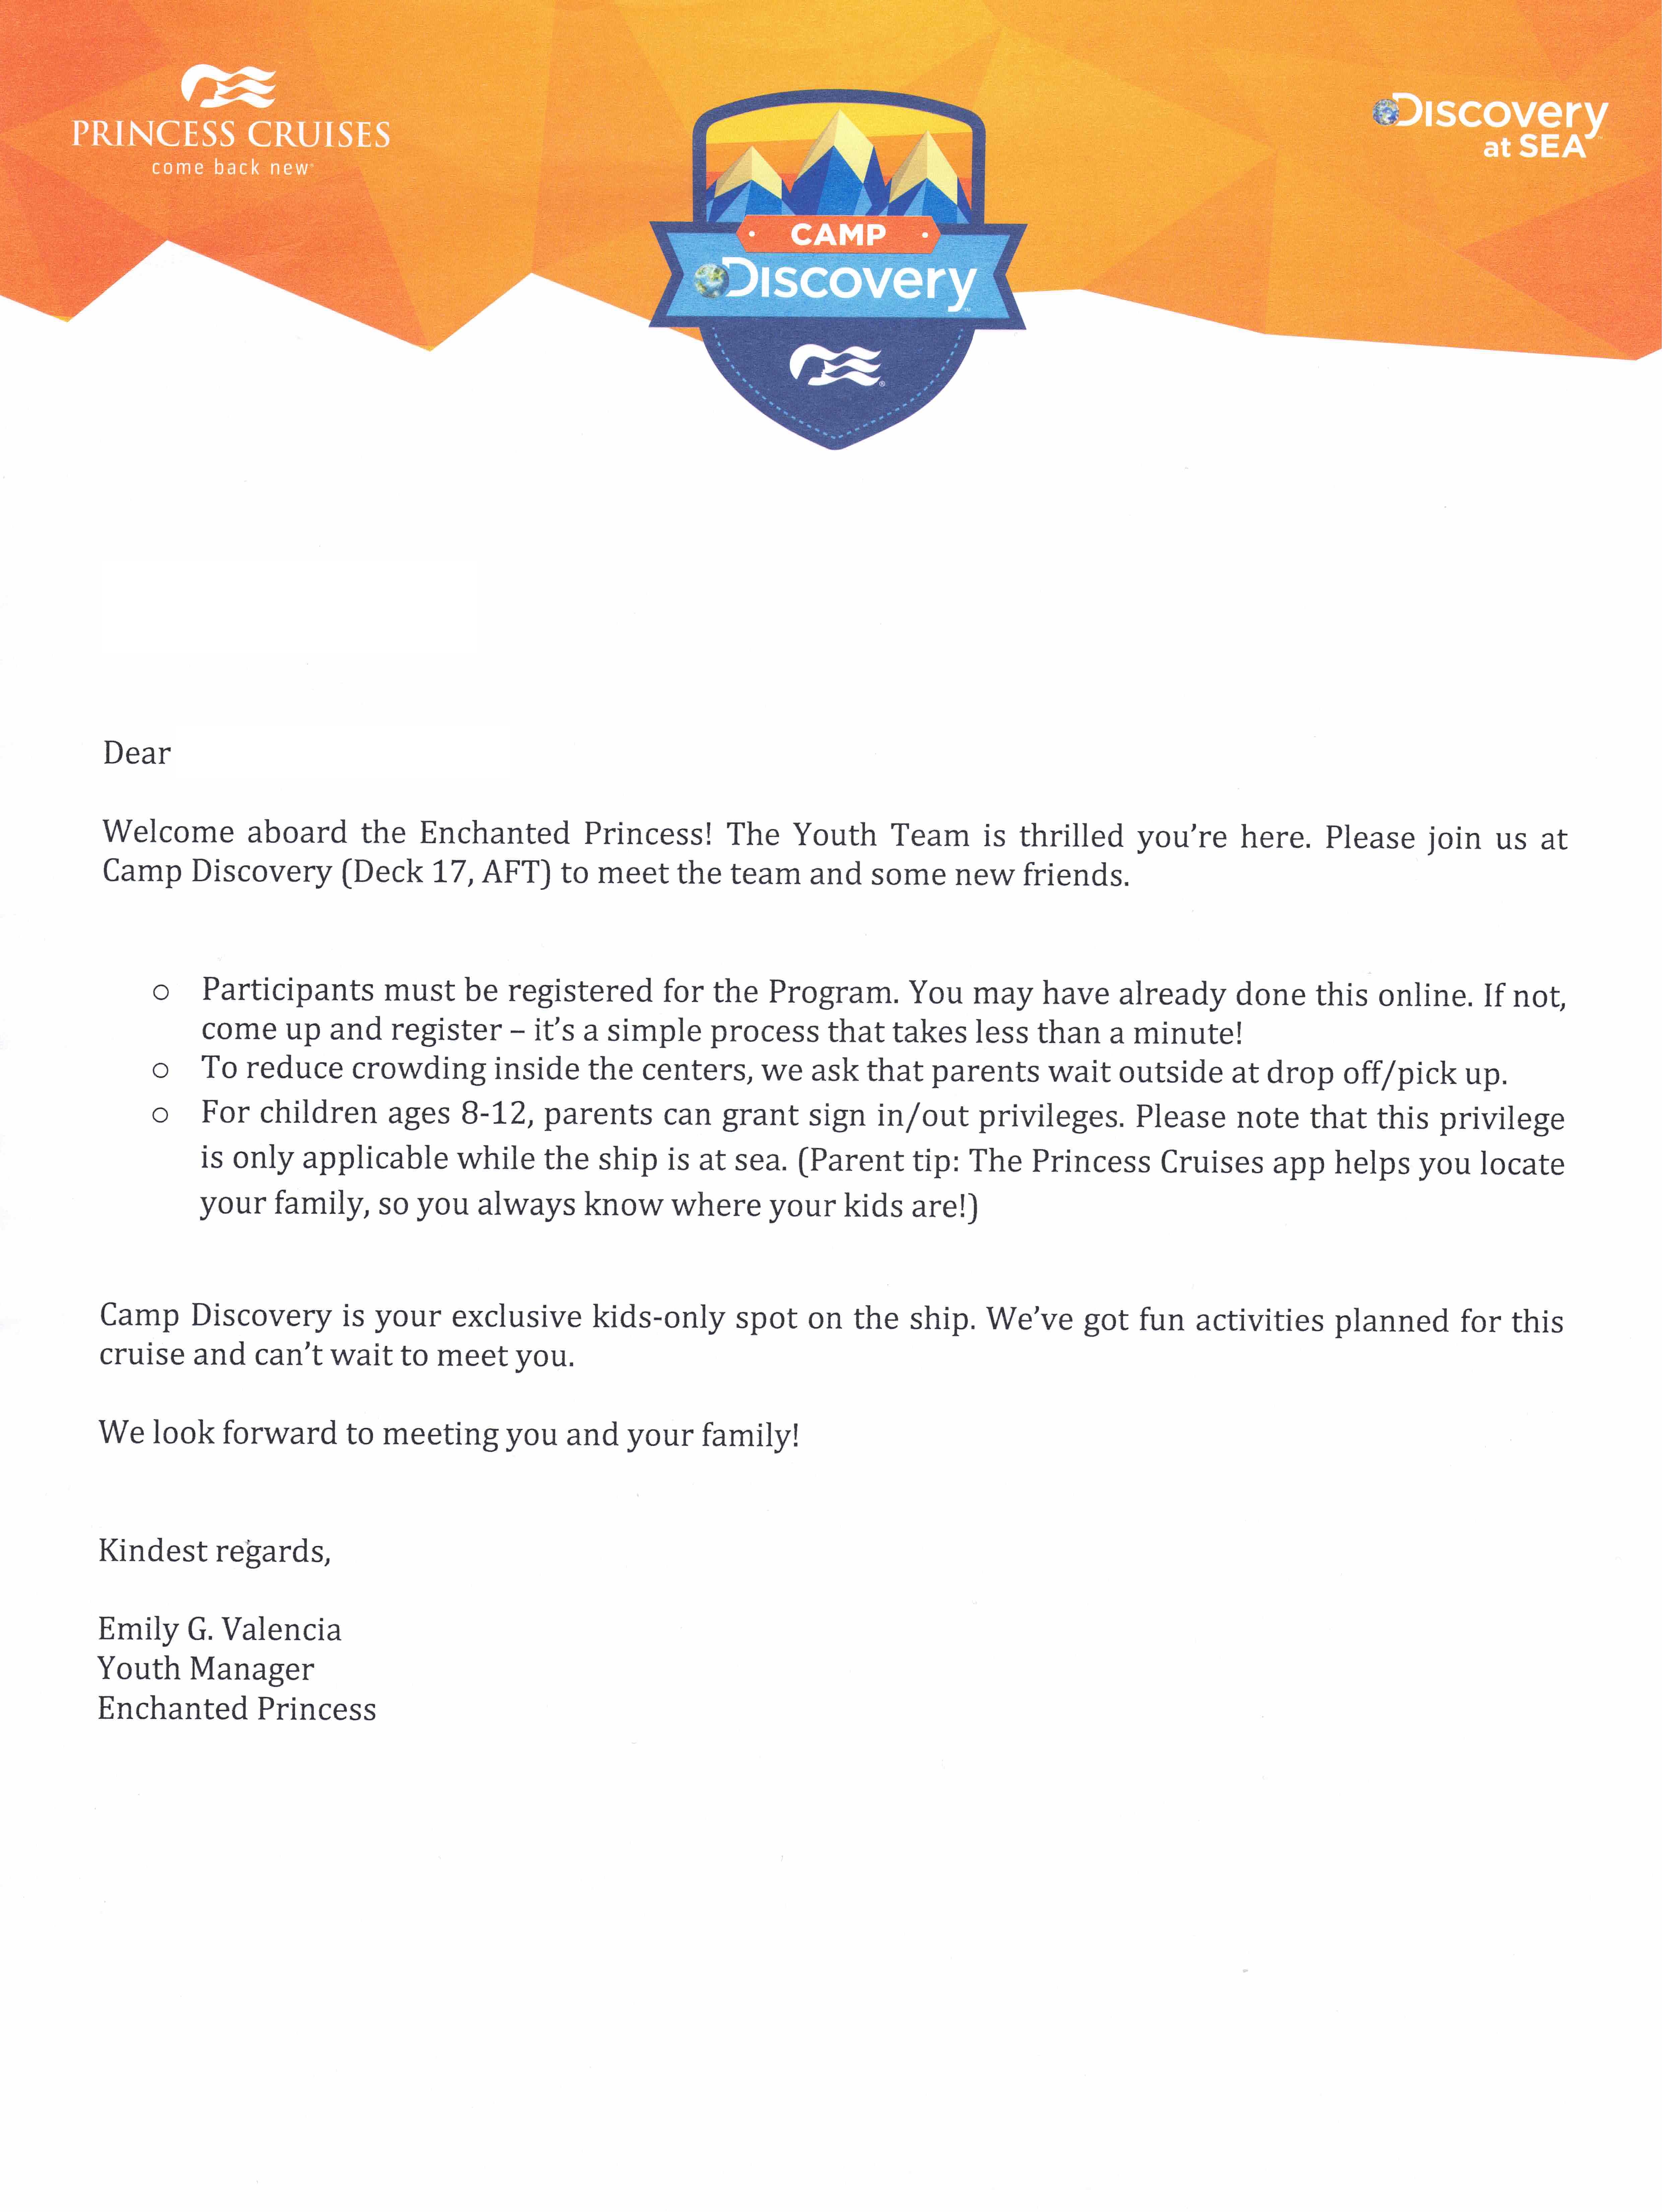 PRINCESS CRUISES
come back new
Discovery
at SEA
CAMP
Discovery
Dear
Welcome aboard the Enchanted Princess! The Youth Team is thrilled you’re here. Please join us at
Camp Discovery (Deck 17, AFT) to meet the team and some new friends.
o Participants must be registered for the Program. You may have already done this online. If not,
come up and register – it’s a simple process that takes less than a minute!
o To reduce crowding inside the centers, we ask that parents wait outside at drop off/pick up.
o For children ages 8-12, parents can grant sign in/out privileges. Please note that this privilege
is only applicable while the ship is at sea. (Parent tip: The Princess Cruises app helps you locate
your family, so you always know where your kids are!)
Camp Discovery is your exclusive kids-only spot on the ship. We’ve got fun activities planned for this
cruise and can’t wait to meet you.
We look forward to meeting you and your family!
Kindest regards,
Emily G. Valencia
Youth Manager
Enchanted Princess